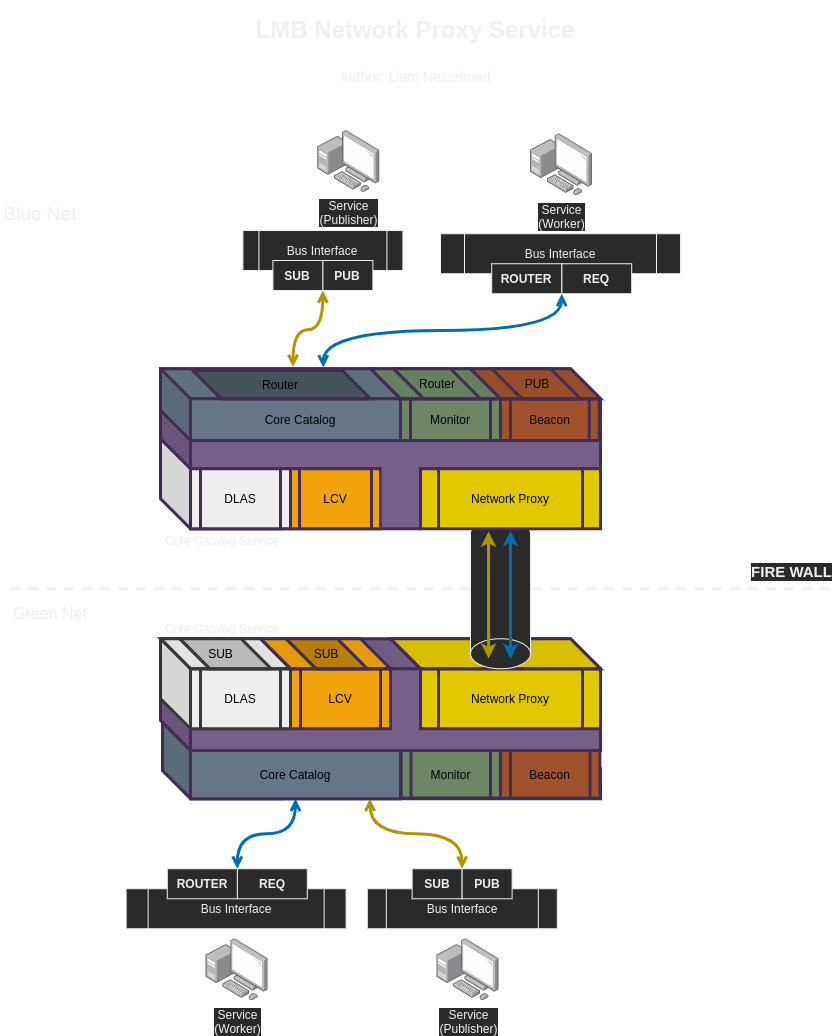 LMB Network Proxy Service
Author: Liam Nestelroad
Blue Net
Service
(Publisher)
Bus Interface
SUB PUB
Service
(Worker)
Bus Interface
ROUTER REQ
Router
Router
PUB
Core Catalog
Monitor
Beacon
DLAS
LCV
Network Proxy
Core Catalog Service
FIRE WALL
Green Net
Core Catalog Service
SUB
SUB
DLAS
LCV
Network Proxy
Core Catalog
Monitor
Beacon
ROUTER REQ
Bus Interface
Service
(Worker)
SUB PUB
Bus Interface
Service
(Publisher)